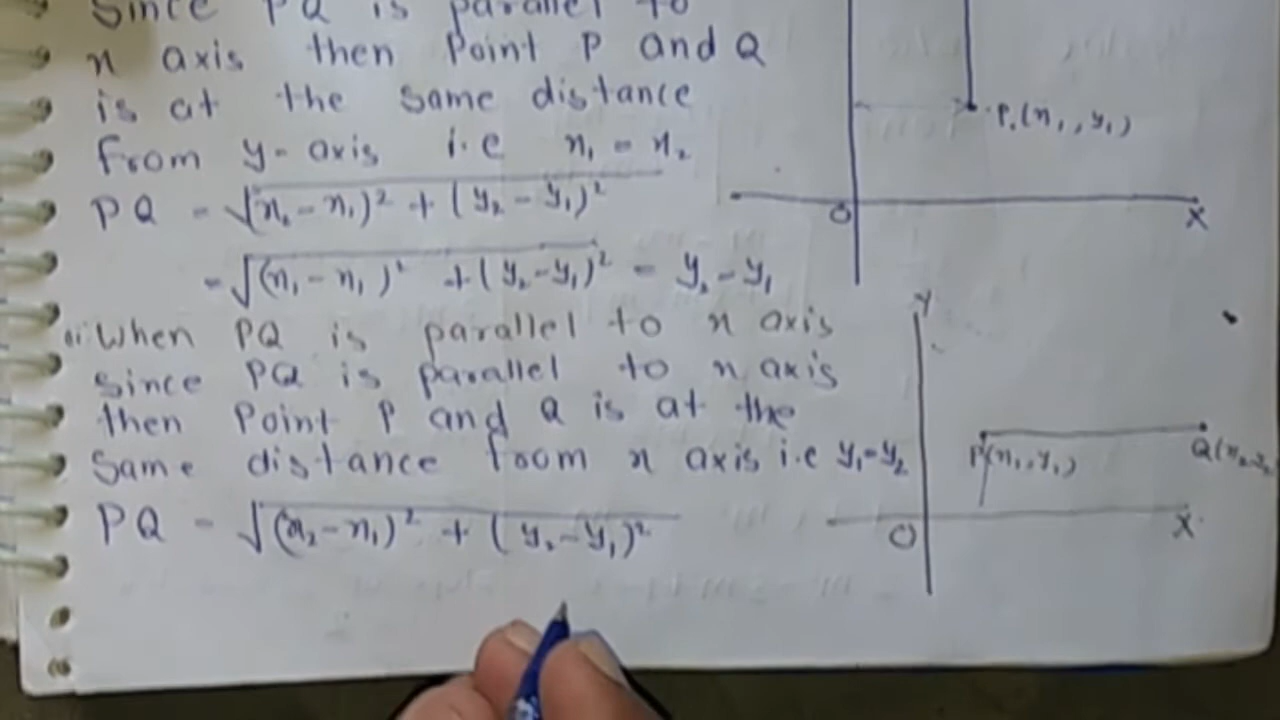 Since PQ is parallel to
x axis then Point P and Q
is at the same distance
From y-axis i.e x₁ = x₂
PQ = √(x₂ - x₁)² + (y₂ - y₁)²
= √(x₁ - x₁)² + (y₂ - y₁)² = y₂ - y₁
When PQ is parallel to x axis
Since PQ is parallel to x axis
then Point P and Q is at the
Same distance from x axis i.e y₁ = y₂
PQ = √(x₂ - x₁)² + (y₂ - y₁)²
P(x₁, y₁)
O
X
Y
P(x₁, y₁)
Q(x₂, y₂
O
X